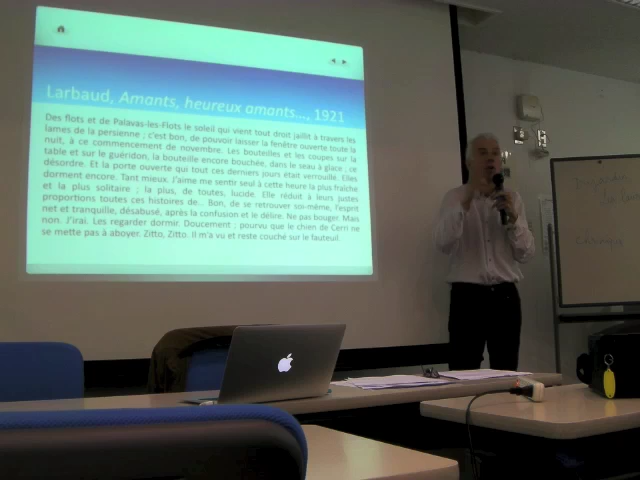 Larbaud, Amants, heureux amants..., 1921
Des flots et de Palavas-les-Flots le soleil qui vient tout droit jaillit à travers les
lames de la persienne ; c'est bon, de pouvoir laisser la fenêtre ouverte toute la
nuit, à ce commencement de novembre. Les bouteilles et les coupes sur la
table et sur le guéridon, la bouteille encore bouchée, dans le seau à glace ; ce
désordre. Et la porte ouverte qui tout ces derniers jours était verrouillé. Elles
dorment encore. Tant mieux. J'aime me sentir seul à cette heure la plus fraîche
et la plus solitaire ; la plus, de toutes, lucide. Elle réduit à leurs justes
proportions toutes ces histoires de... Bon, de se retrouver soi-même, l'esprit
net et tranquille, désabusé, après la confusion et le délire. Ne pas bouger. Mais
non. J'irai. Les regarder dormir. Doucement ; pourvu que le chien de Cerri ne
se mette pas à aboyer. Zitto, Zitto. Il m'a vu et reste couché sur le fauteuil.